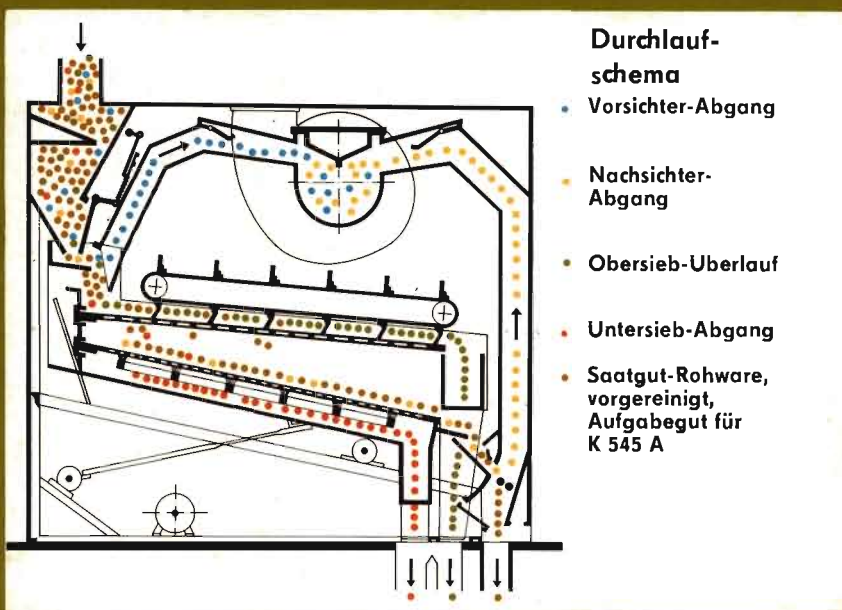 Durchlauf-
schema
Vorsichter-Abgang
Nachsichter-
Abgang
Obersieb-Überlauf
Untersieb-Abgang
Saatgut-Rohware,
vorgereinigt,
Aufgabegut für
K 545 A